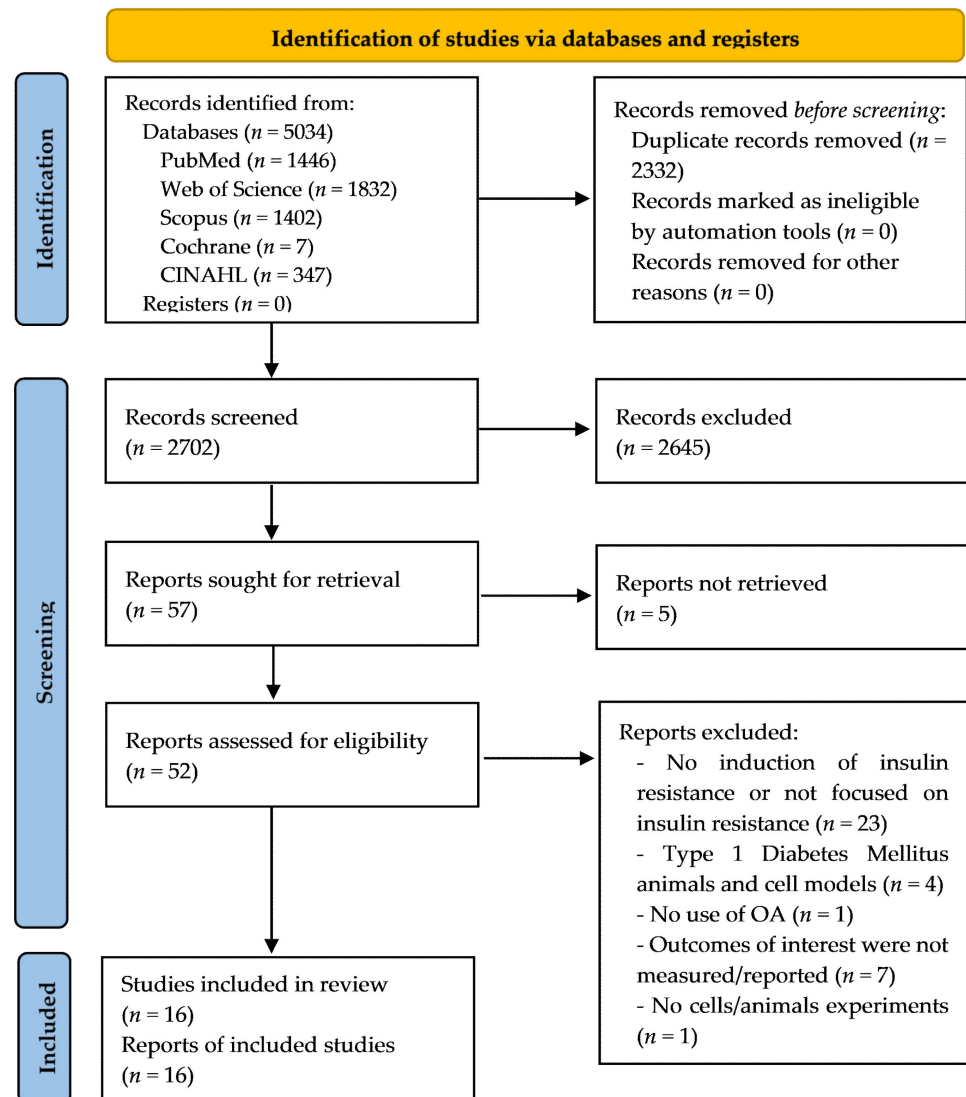 Identification of studies via databases and registers
Identification
Records identified from:
Databases (n = 5034)
PubMed (n = 1446)
Web of Science (n = 1832)
Scopus (n = 1402)
Cochrane (n = 7)
CINAHL (n = 347)
Registers (n = 0)
Records removed before screening:
Duplicate records removed (n =
2332)
Records marked as ineligible
by automation tools (n = 0)
Records removed for other
reasons (n = 0)
Screening
Records screened
(n = 2702)
Records excluded
(n = 2645)
Reports sought for retrieval
(n = 57)
Reports not retrieved
(n = 5)
Reports assessed for eligibility
(n = 52)
Reports excluded:
- No induction of insulin
resistance or not focused on
insulin resistance (n = 23)
- Type 1 Diabetes Mellitus
animals and cell models (n = 4)
- No use of OA (n = 1)
- Outcomes of interest were not
measured/reported (n = 7)
- No cells/animals experiments
(n = 1)
Included
Studies included in review
(n = 16)
Reports of included studies
(n = 16)